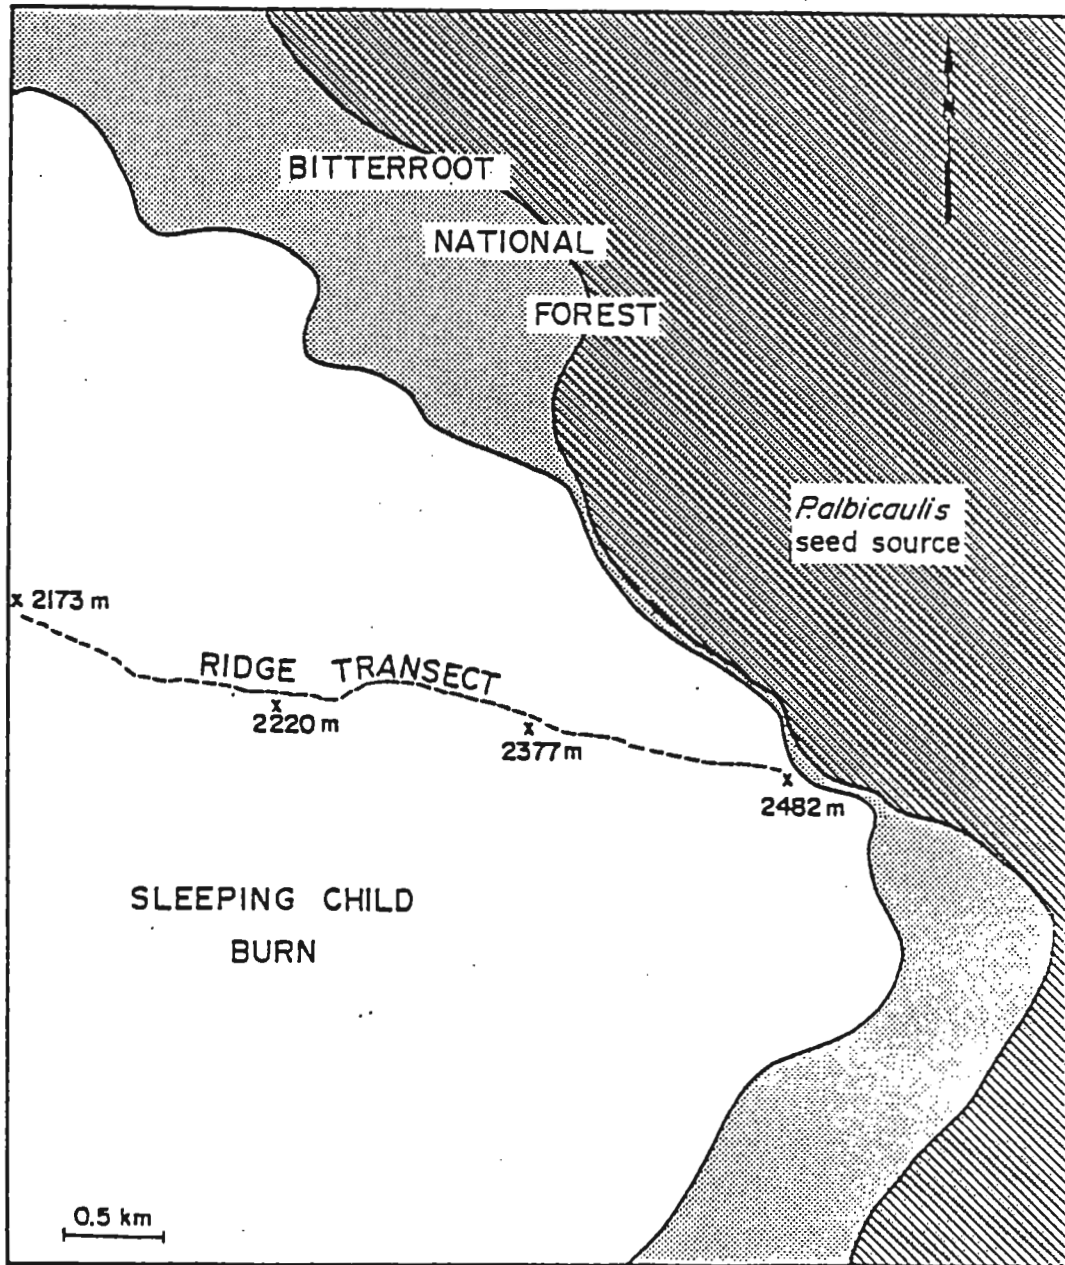 N
BITTERROOT
NATIONAL
FOREST
P.albicaulis
seed source
x 2173 m
RIDGE TRANSECT
x
2220 m
x
2377 m
x
2482 m
SLEEPING CHILD
BURN
0.5 km